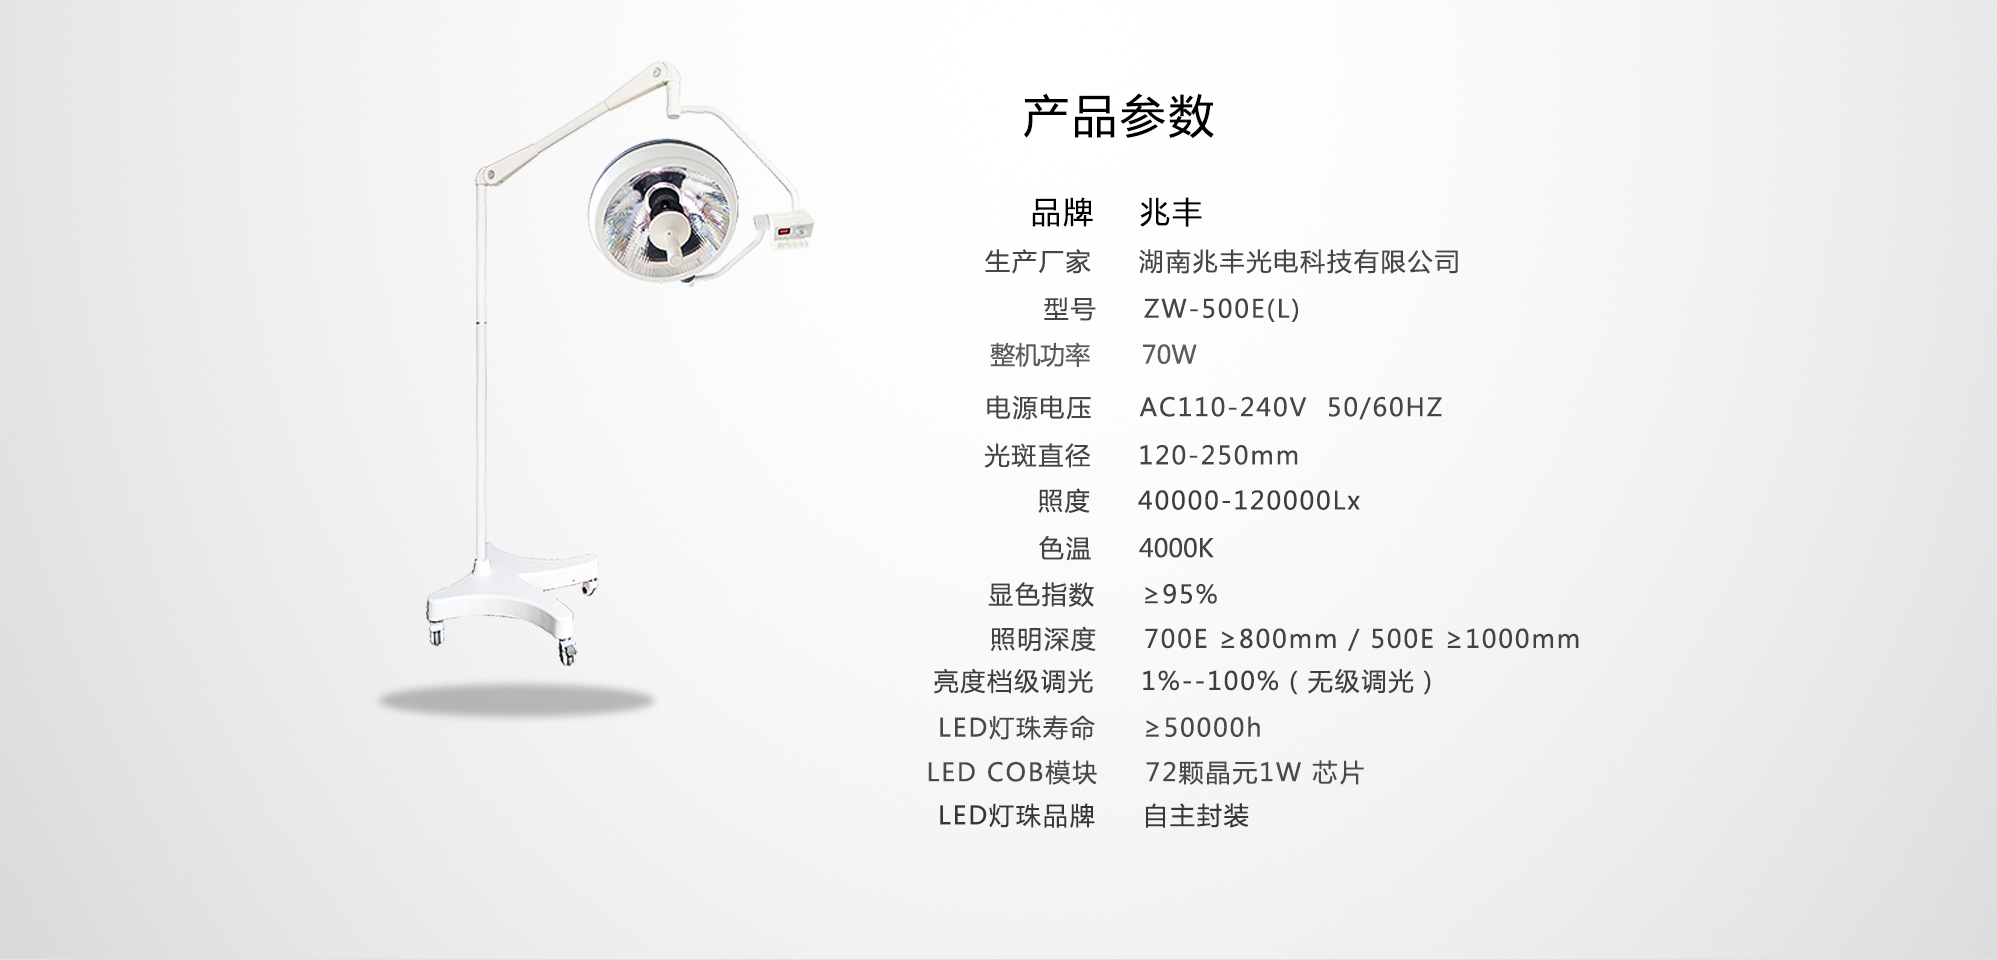 产品参数
品牌 兆丰
生产厂家 湖南兆丰光电科技有限公司
型号 ZW-500E(L)
整机功率 70W
电源电压 AC110-240V 50/60HZ
光斑直径 120-250mm
照度 40000-120000Lx
色温 4000K
显色指数 ≥95%
照明深度 700E ≥800mm / 500E ≥1000mm
亮度档级调光 1%--100%（无级调光）
LED灯珠寿命 ≥50000h
LED COB模块 72颗晶元1W 芯片
LED灯珠品牌 自主封装